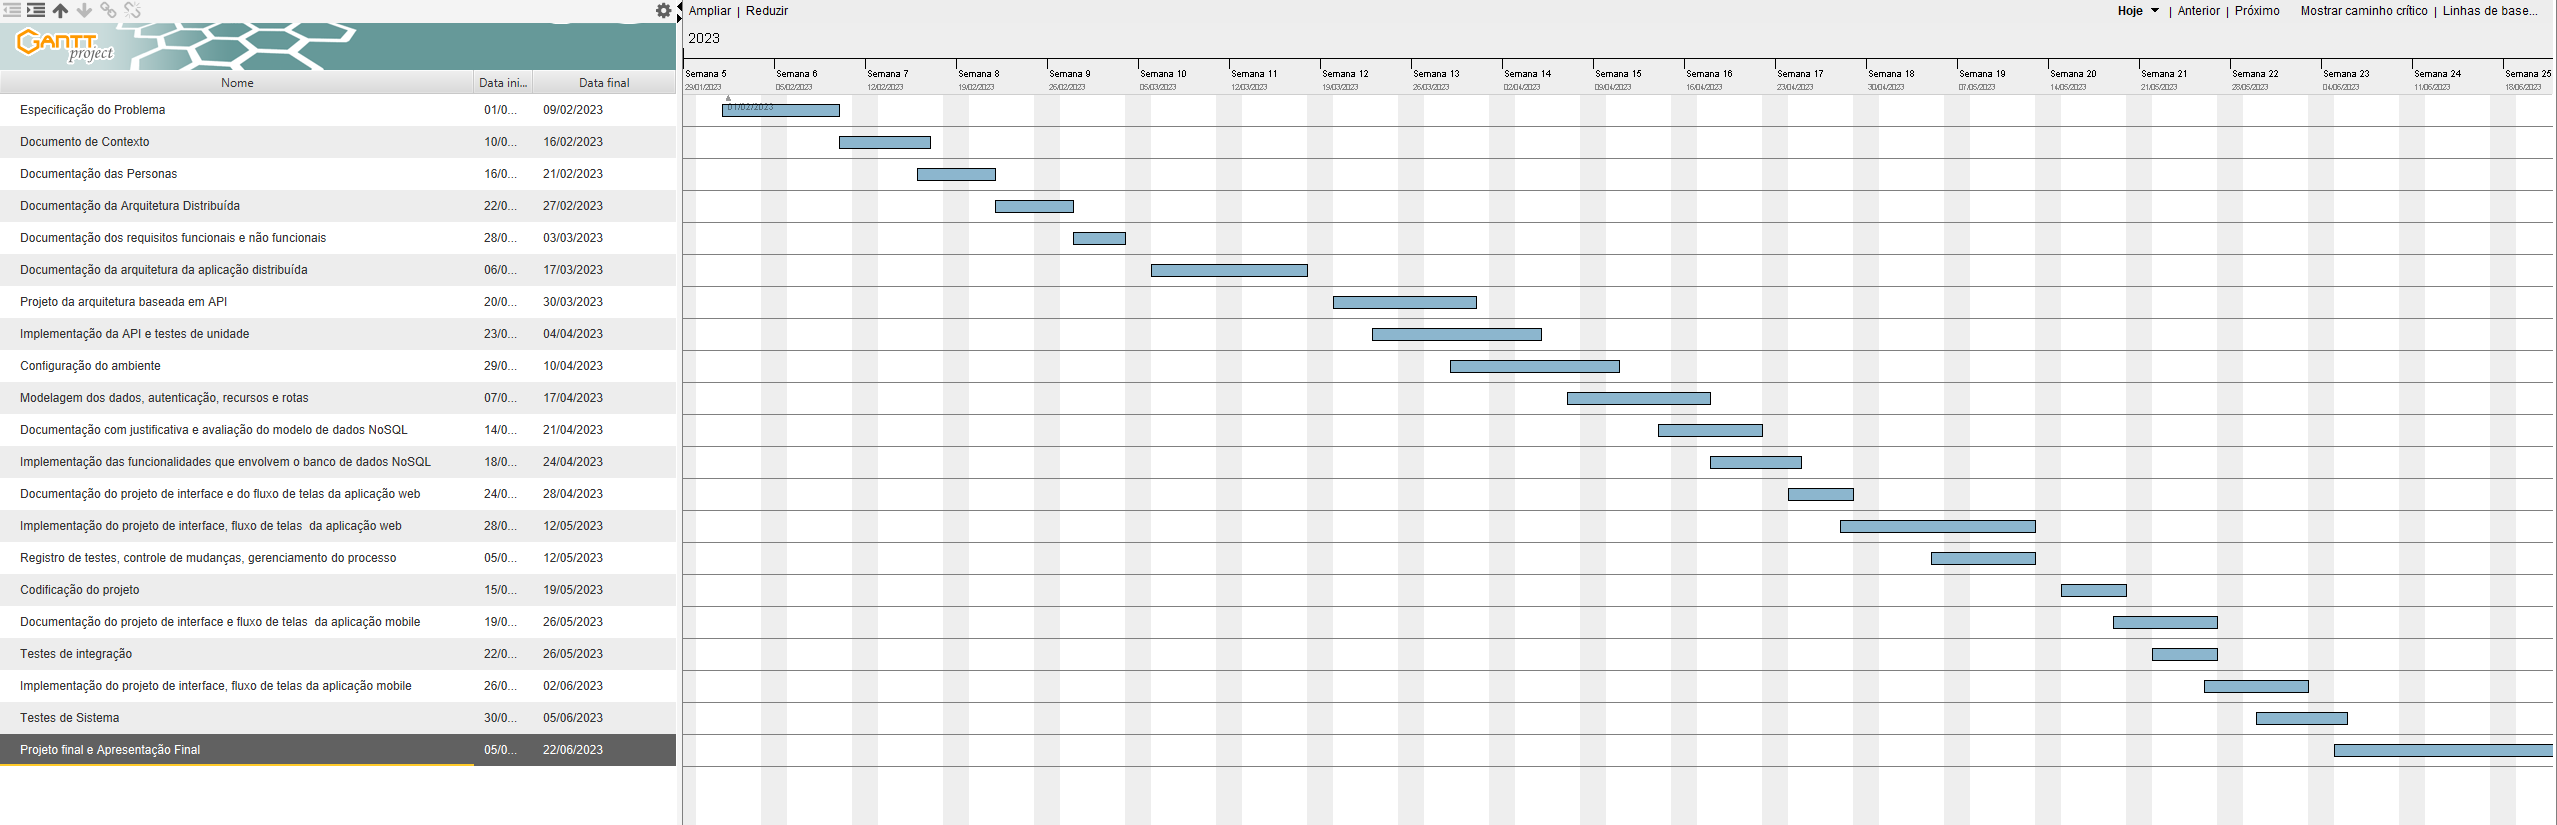 Ampliar | Reduzir
Hoje | Anterior | Próximo Mostrar caminho crítico | Linhas de base...
GANTT project
2023
Semana 5 Semana 6 Semana 7 Semana 8 Semana 9 Semana 10 Semana 11 Semana 12 Semana 13 Semana 14 Semana 15 Semana 16 Semana 17 Semana 18 Semana 19 Semana 20 Semana 21 Semana 22 Semana 23 Semana 24 Semana 25
29/01/2023 05/02/2023 12/02/2023 19/02/2023 26/02/2023 05/03/2023 12/03/2023 19/03/2023 26/03/2023 02/04/2023 09/04/2023 16/04/2023 23/04/2023 30/04/2023 07/05/2023 14/05/2023 21/05/2023 28/05/2023 04/06/2023 11/06/2023 18/06/2023
Nome Data ini... Data final
01/02/2023
Especificação do Problema 01/0... 09/02/2023
Documento de Contexto 10/0... 16/02/2023
Documentação das Personas 16/0... 21/02/2023
Documentação da Arquitetura Distribuída 22/0... 27/02/2023
Documentação dos requisitos funcionais e não funcionais 28/0... 03/03/2023
Documentação da arquitetura da aplicação distribuída 06/0... 17/03/2023
Projeto da arquitetura baseada em API 20/0... 30/03/2023
Implementação da API e testes de unidade 23/0... 04/04/2023
Configuração do ambiente 29/0... 10/04/2023
Modelagem dos dados, autenticação, recursos e rotas 07/0... 17/04/2023
Documentação com justificativa e avaliação do modelo de dados NoSQL 14/0... 21/04/2023
Implementação das funcionalidades que envolvem o banco de dados NoSQL 18/0... 24/04/2023
Documentação do projeto de interface e do fluxo de telas da aplicação web 24/0... 28/04/2023
Implementação do projeto de interface, fluxo de telas  da aplicação web 28/0... 12/05/2023
Registro de testes, controle de mudanças, gerenciamento do processo 05/0... 12/05/2023
Codificação do projeto 15/0... 19/05/2023
Documentação do projeto de interface e fluxo de telas  da aplicação mobile 19/0... 26/05/2023
Testes de integração 22/0... 26/05/2023
Implementação do projeto de interface, fluxo de telas da aplicação mobile 26/0... 02/06/2023
Testes de Sistema 30/0... 05/06/2023
Projeto final e Apresentação Final 05/0... 22/06/2023